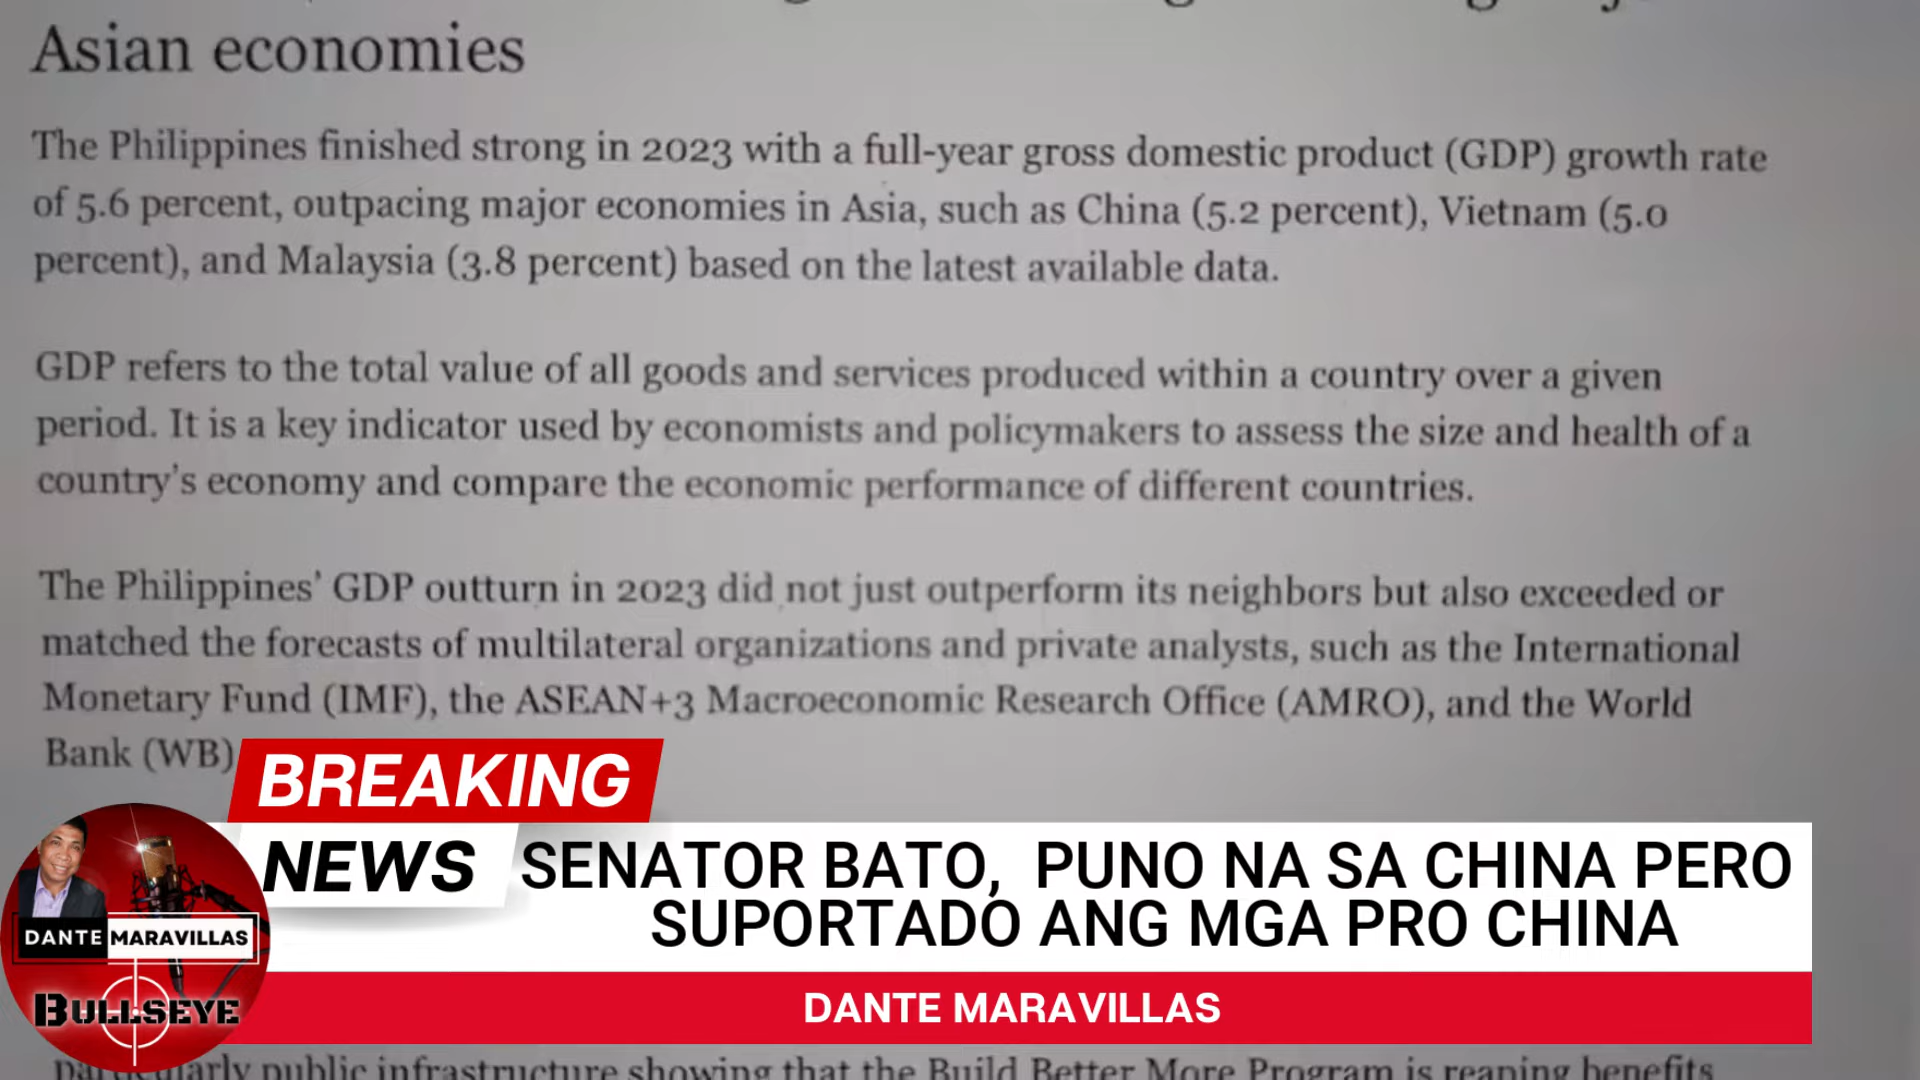 Asian economies
The Philippines finished strong in 2023 with a full-year gross domestic product (GDP) growth rate
of 5.6 percent, outpacing major economies in Asia, such as China (5.2 percent), Vietnam (5.0
percent), and Malaysia (3.8 percent) based on the latest available data.
GDP refers to the total value of all goods and services produced within a country over a given
period. It is a key indicator used by economists and policymakers to assess the size and health of a
country's economy and compare the economic performance of different countries.
The Philippines' GDP outturn in 2023 did not just outperform its neighbors but also exceeded or
matched the forecasts of multilateral organizations and private analysts, such as the International
Monetary Fund (IMF), the ASEAN+3 Macroeconomic Research Office (AMRO), and the World
Bank (WB)
BREAKING
NEWS
SENATOR BATO, PUNO NA SA CHINA PERO
SUPORTADO ANG MGA PRO CHINA
DANTE MARAVILLAS
BULLSEYE
DANTE MARAVILLAS
public infrastructure showing that the Build Better More Program is reaping benefits